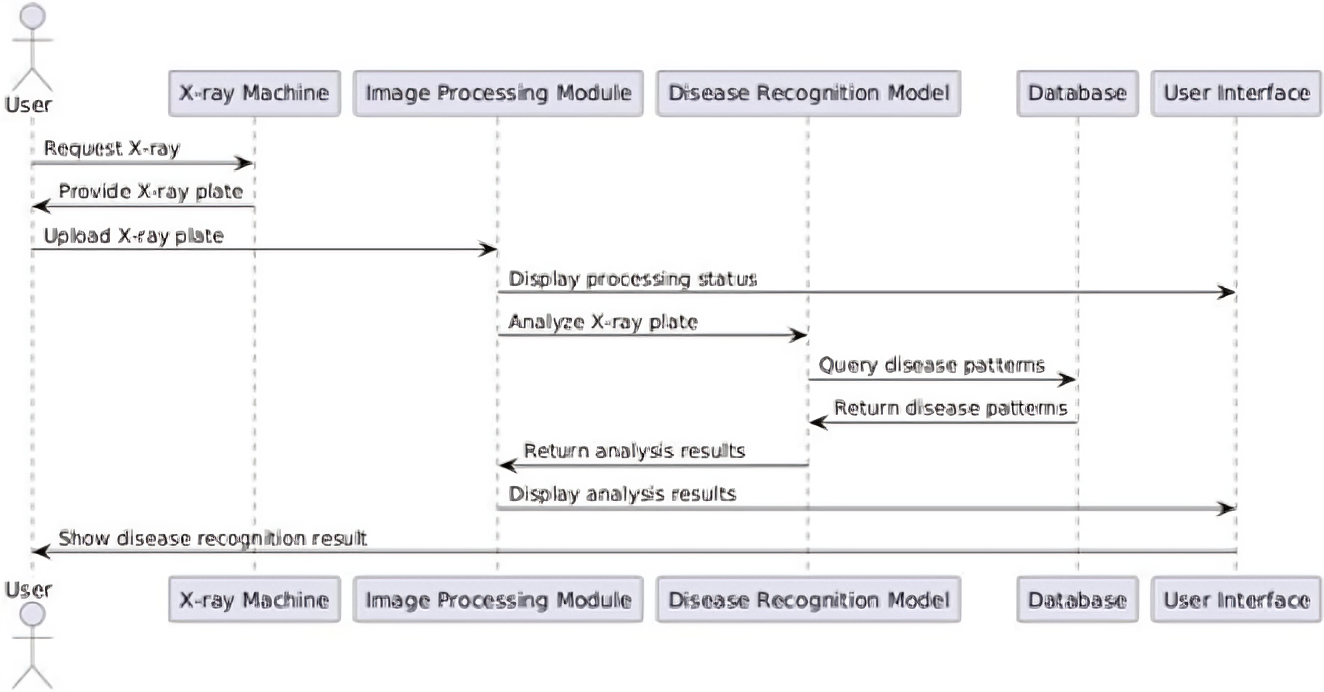 User
X-ray Machine
Image Processing Module
Disease Recognition Model
Database
User Interface
Request X-ray
Provide X-ray plate
Upload X-ray plate
Display processing status
Analyze X-ray plate
Query disease patterns
Return disease patterns
Return analysis results
Display analysis results
Show disease recognition result
User
X-ray Machine
Image Processing Module
Disease Recognition Model
Database
User Interface